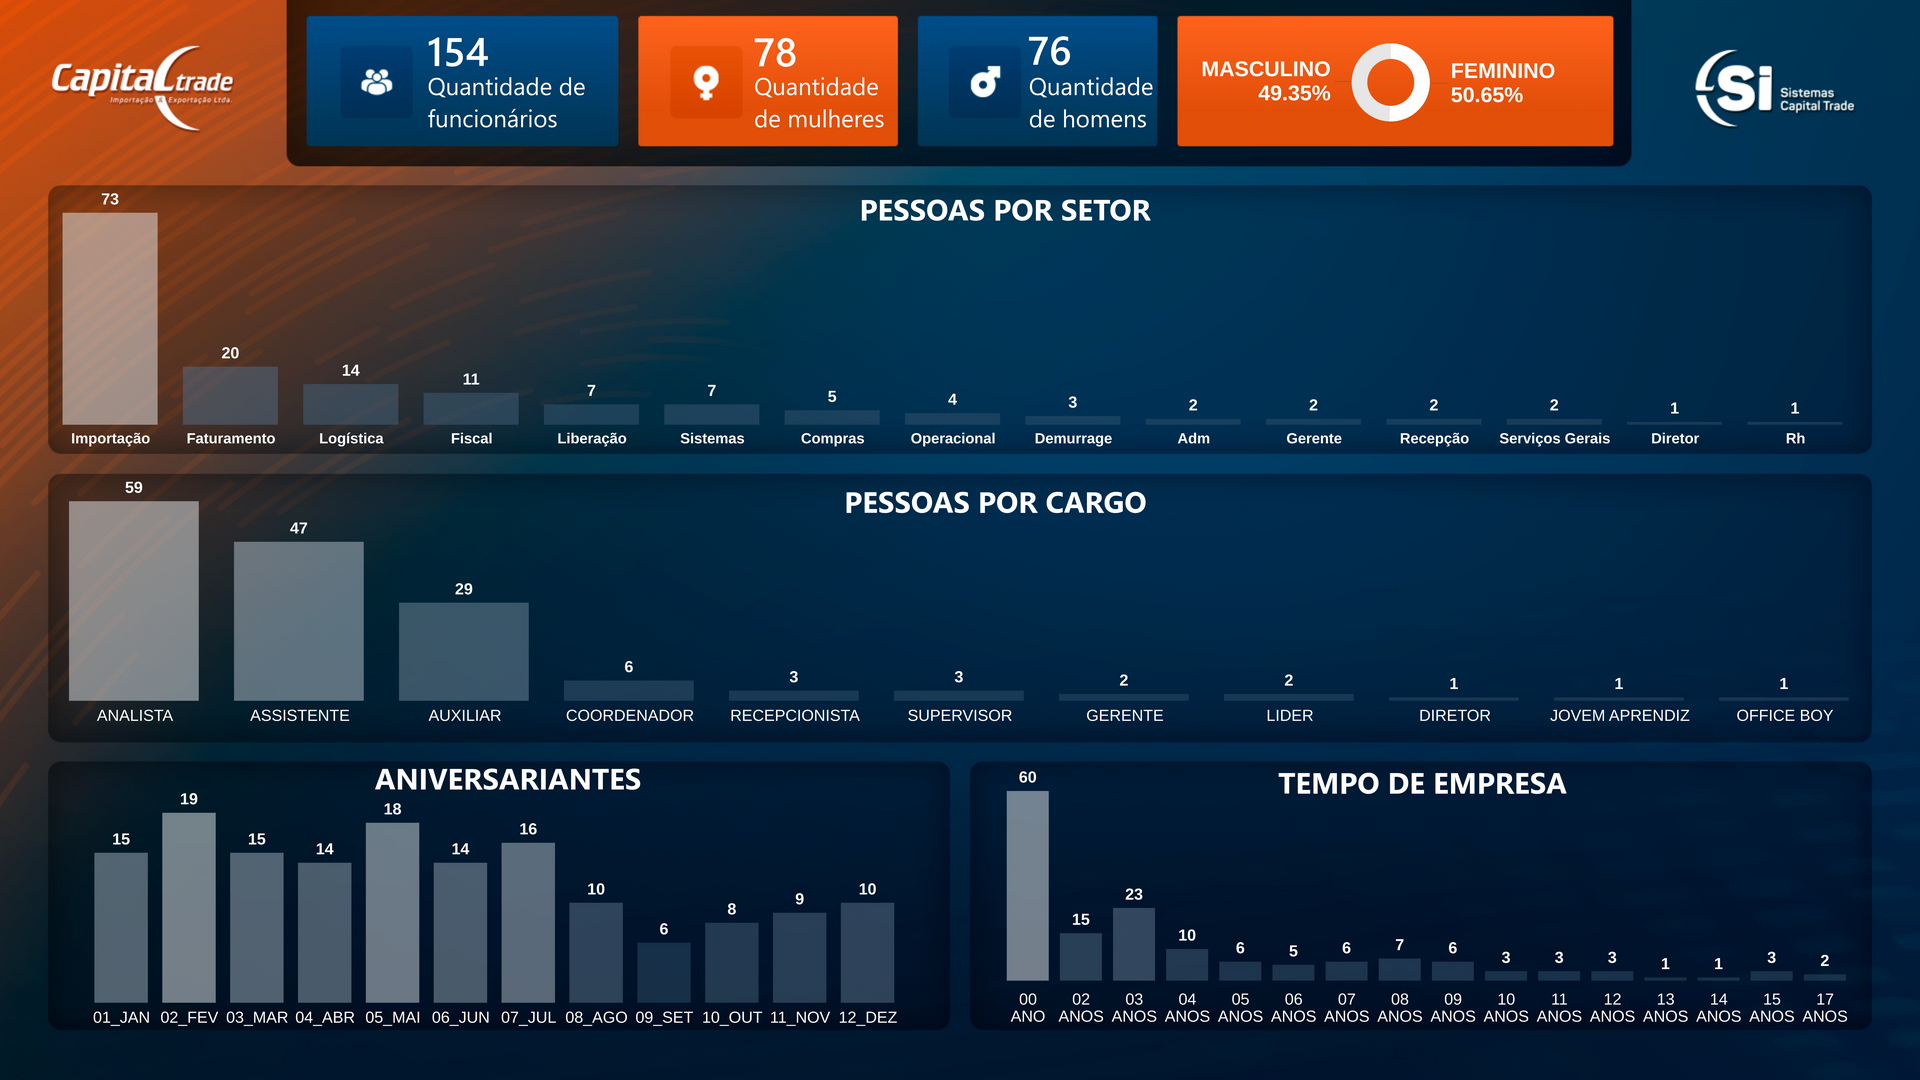 Capital trade
Importação & Exportação Ltda.
154
Quantidade de
funcionários
78
Quantidade
de mulheres
76
Quantidade
de homens
MASCULINO
49.35%
FEMININO
50.65%
Si Sistemas
Capital Trade
PESSOAS POR SETOR
73 20 14 11 7 7 5 4 3 2 2 2 2 1 1
Importação Faturamento Logística Fiscal Liberação Sistemas Compras Operacional Demurrage Adm Gerente Recepção Serviços Gerais Diretor Rh
PESSOAS POR CARGO
59 47 29 6 3 3 2 2 1 1 1
ANALISTA ASSISTENTE AUXILIAR COORDENADOR RECEPCIONISTA SUPERVISOR GERENTE LIDER DIRETOR JOVEM APRENDIZ OFFICE BOY
ANIVERSARIANTES
15 19 15 14 18 14 16 10 6 8 9 10
01_JAN 02_FEV 03_MAR 04_ABR 05_MAI 06_JUN 07_JUL 08_AGO 09_SET 10_OUT 11_NOV 12_DEZ
TEMPO DE EMPRESA
60 15 23 10 6 5 6 7 6 3 3 3 1 1 3 2
00 02 03 04 05 06 07 08 09 10 11 12 13 14 15 17
ANO ANOS ANOS ANOS ANOS ANOS ANOS ANOS ANOS ANOS ANOS ANOS ANOS ANOS ANOS ANOS